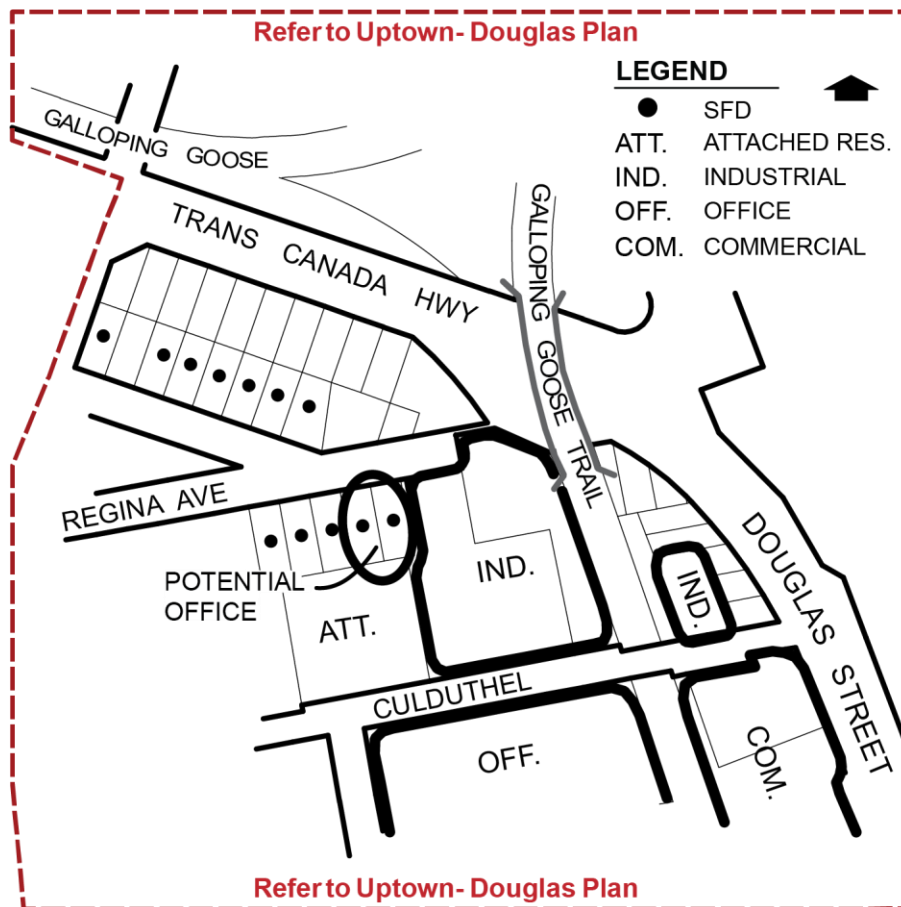 Refer to Uptown- Douglas Plan
LEGEND
SFD
ATT. ATTACHED RES.
IND. INDUSTRIAL
OFF. OFFICE
COM. COMMERCIAL
GALLOPING GOOSE
TRANS CANADA HWY
GALLOPING GOOSE TRAIL
REGINA AVE
POTENTIAL
OFFICE
ATT.
IND.
IND.
DOUGLAS STREET
CULDUTHEL
OFF.
COM.
Refer to Uptown- Douglas Plan